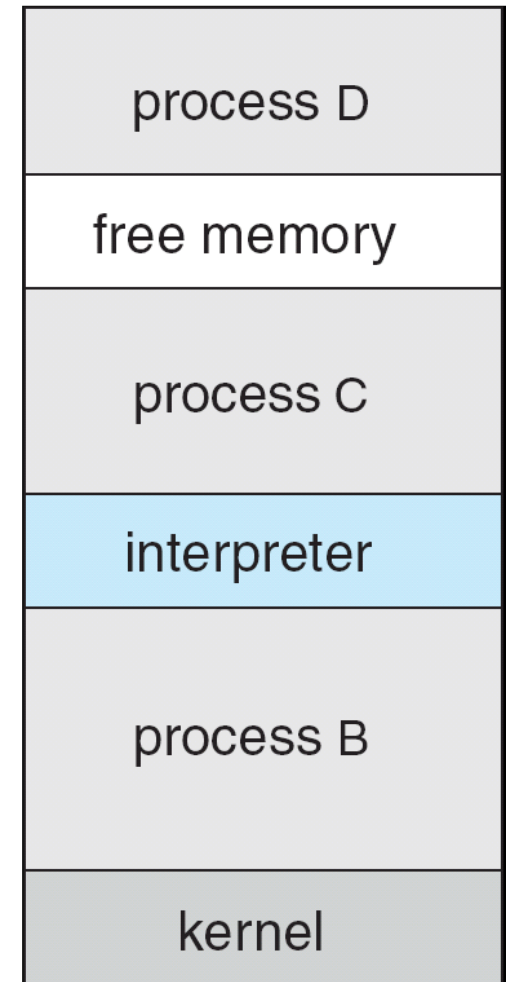 process D
free memory
process C
interpreter
process B
kernel